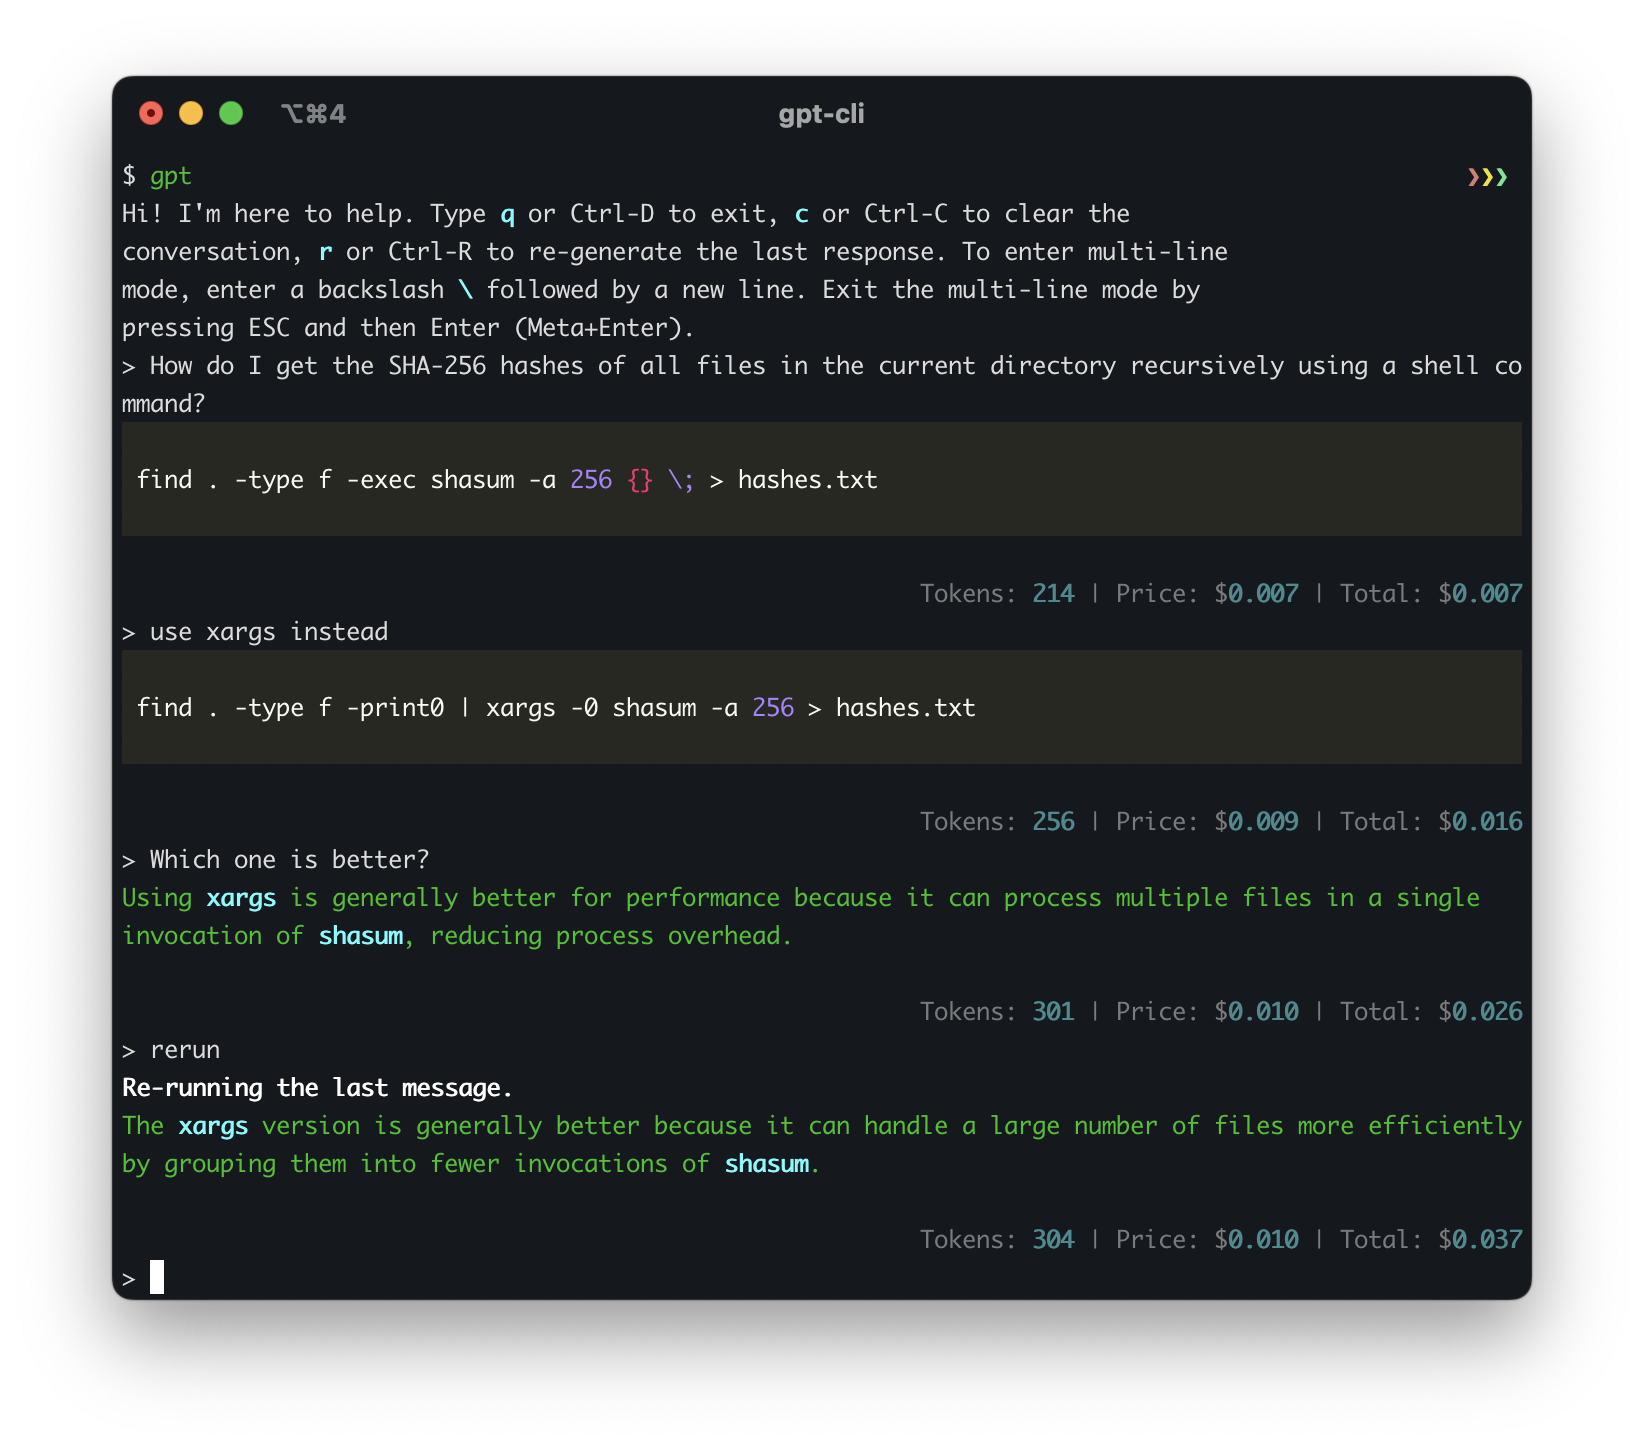 ⌥⌘4 gpt-cli
$ gpt ❯❯❯
Hi! I'm here to help. Type q or Ctrl-D to exit, c or Ctrl-C to clear the
conversation, r or Ctrl-R to re-generate the last response. To enter multi-line
mode, enter a backslash \ followed by a new line. Exit the multi-line mode by
pressing ESC and then Enter (Meta+Enter).
> How do I get the SHA-256 hashes of all files in the current directory recursively using a shell co
mmand?
find . -type f -exec shasum -a 256 {} \; > hashes.txt
Tokens: 214 | Price: $0.007 | Total: $0.007
> use xargs instead
find . -type f -print0 | xargs -0 shasum -a 256 > hashes.txt
Tokens: 256 | Price: $0.009 | Total: $0.016
> Which one is better?
Using xargs is generally better for performance because it can process multiple files in a single
invocation of shasum, reducing process overhead.
Tokens: 301 | Price: $0.010 | Total: $0.026
> rerun
Re-running the last message.
The xargs version is generally better because it can handle a large number of files more efficiently
by grouping them into fewer invocations of shasum.
Tokens: 304 | Price: $0.010 | Total: $0.037
>